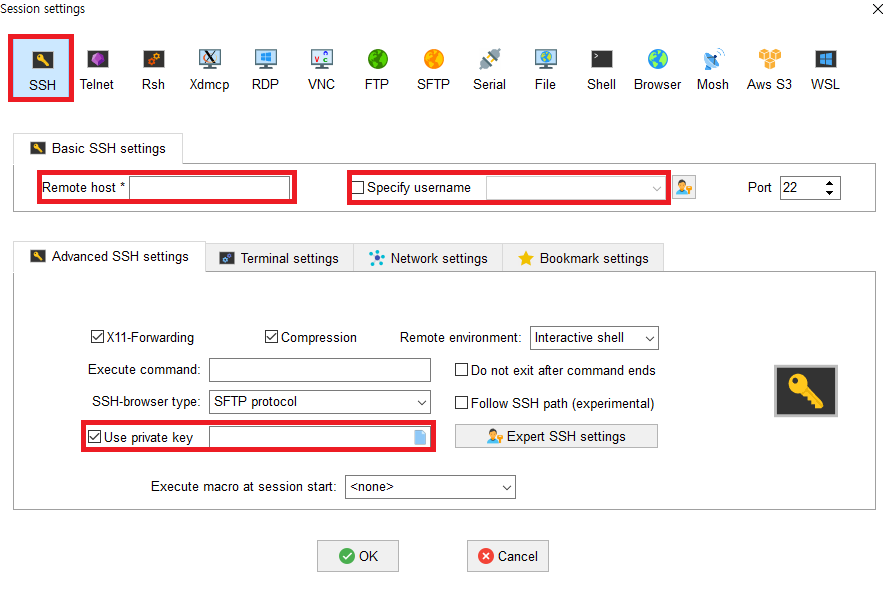 Session settings
SSH Telnet Rsh Xdmcp RDP VNC FTP SFTP Serial File Shell Browser Mosh Aws S3 WSL
Basic SSH settings
Remote host * Specify username Port 22
Advanced SSH settings Terminal settings Network settings Bookmark settings
X11-Forwarding Compression Remote environment: Interactive shell
Execute command: Do not exit after command ends
SSH-browser type: SFTP protocol Follow SSH path (experimental)
Use private key Expert SSH settings
Execute macro at session start: <none>
OK Cancel